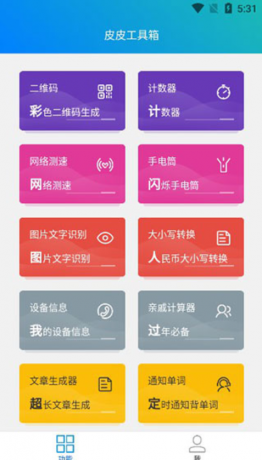 5:31
皮皮工具箱
二维码
彩色二维码生成
计数器
计数器
网络测速
网络测速
手电筒
闪烁手电筒
图片文字识别
图片文字识别
大小写转换
人民币大小写转换
设备信息
我的设备信息
亲戚计算器
过年必备
文章生成器
超长文章生成
通知单词
定时通知背单词
功能
我